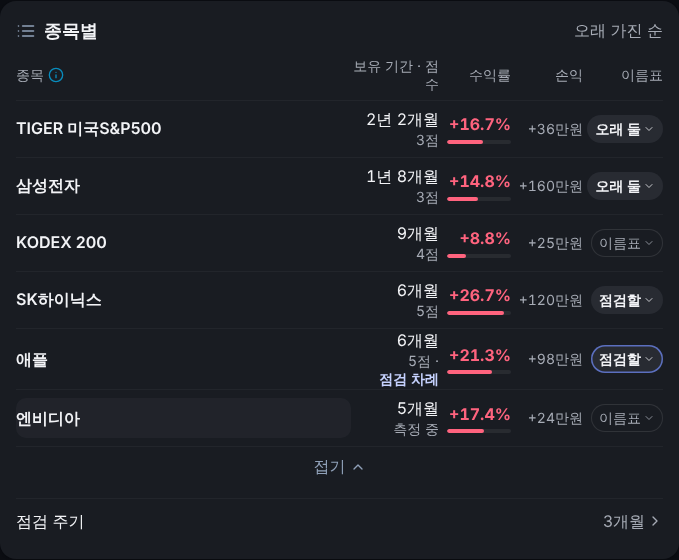 종목별
오래 가진 순
종목
보유 기간 · 점수
수익률
손익
이름표
TIGER 미국S&P500
2년 2개월
3점
+16.7%
+36만원
오래 둘
삼성전자
1년 8개월
3점
+14.8%
+160만원
오래 둘
KODEX 200
9개월
4점
+8.8%
+25만원
이름표
SK하이닉스
6개월
5점
+26.7%
+120만원
점검할
애플
6개월
5점 ·
점검 차례
+21.3%
+98만원
점검할
엔비디아
5개월
측정 중
+17.4%
+24만원
이름표
접기
점검 주기
3개월